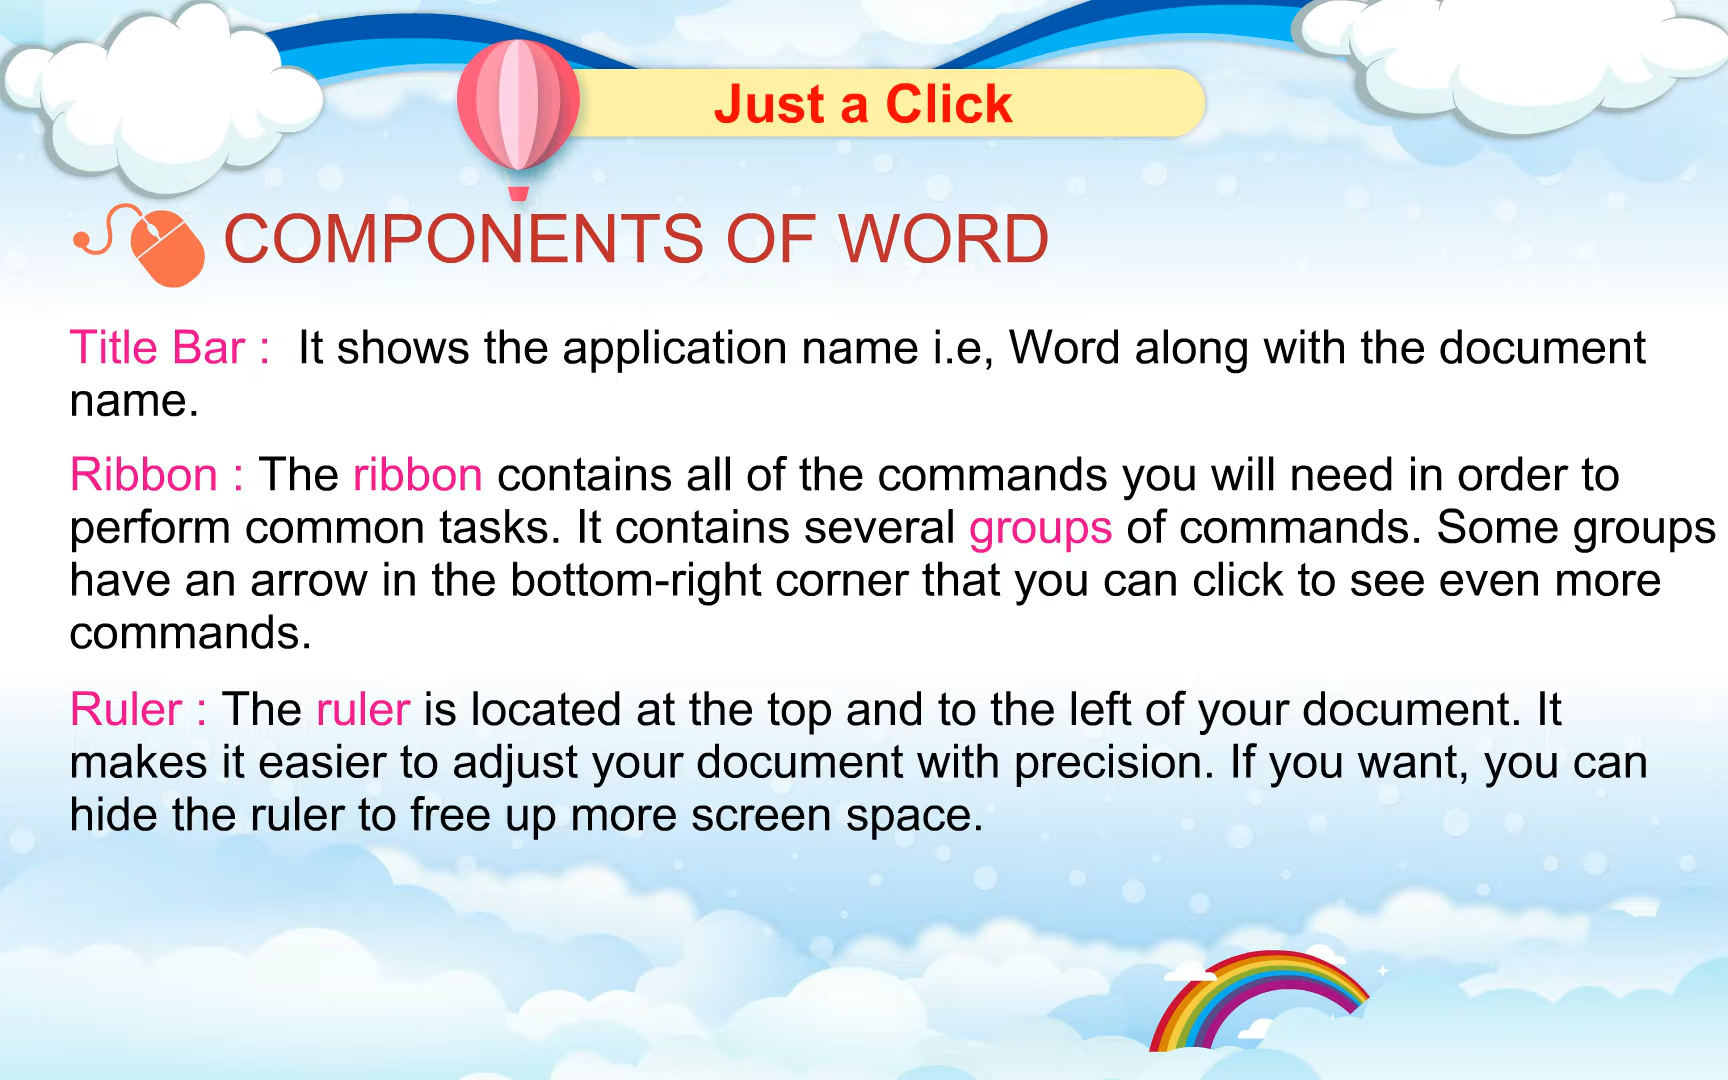 Just a Click
COMPONENTS OF WORD
Title Bar :  It shows the application name i.e, Word along with the document
name.
Ribbon : The ribbon contains all of the commands you will need in order to
perform common tasks. It contains several groups of commands. Some groups
have an arrow in the bottom-right corner that you can click to see even more
commands.
Ruler : The ruler is located at the top and to the left of your document. It
makes it easier to adjust your document with precision. If you want, you can
hide the ruler to free up more screen space.